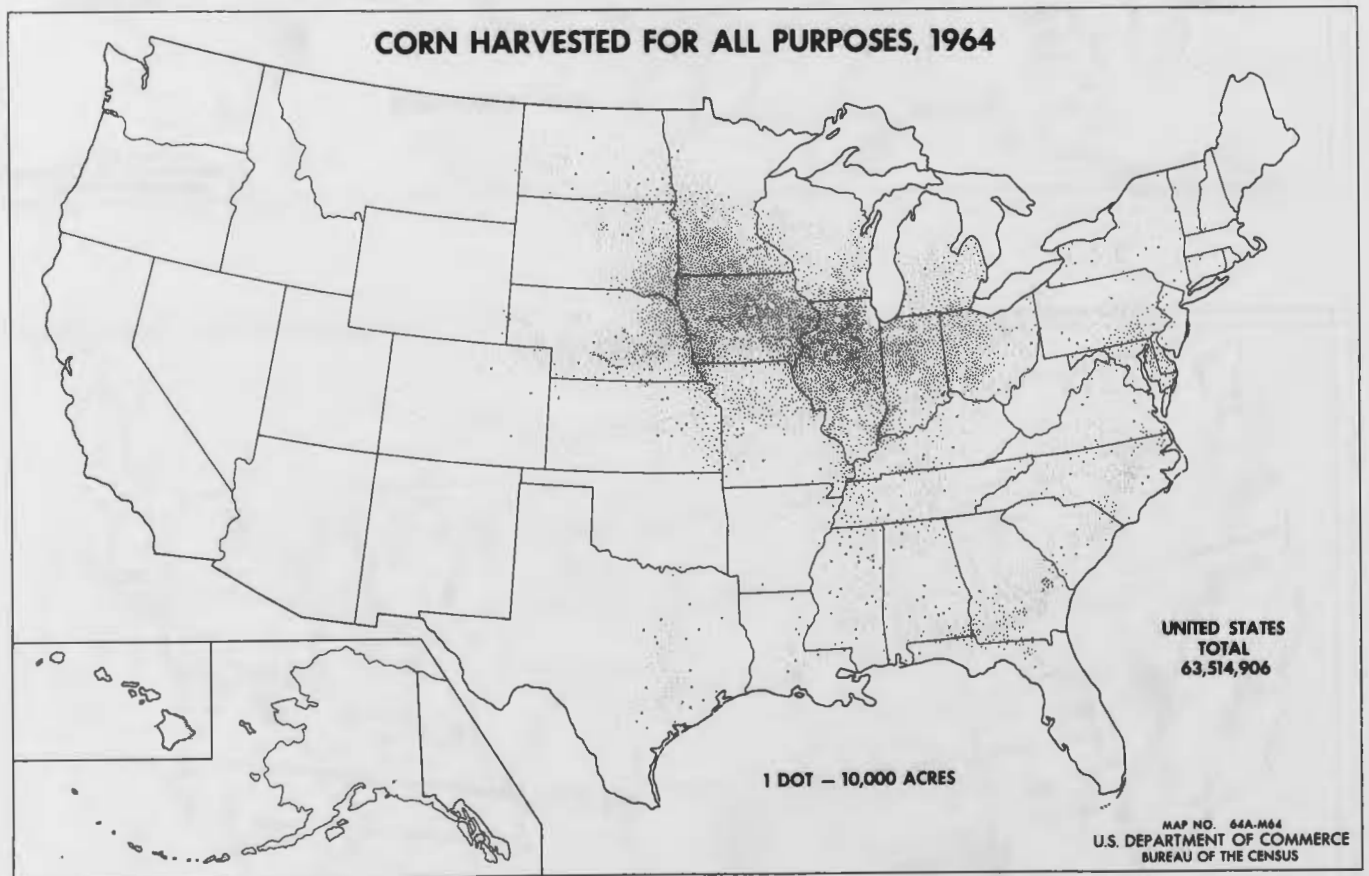 CORN HARVESTED FOR ALL PURPOSES, 1964
UNITED STATES
TOTAL
63,514,906
1 DOT — 10,000 ACRES
MAP NO. 64A-M64
U.S. DEPARTMENT OF COMMERCE
BUREAU OF THE CENSUS